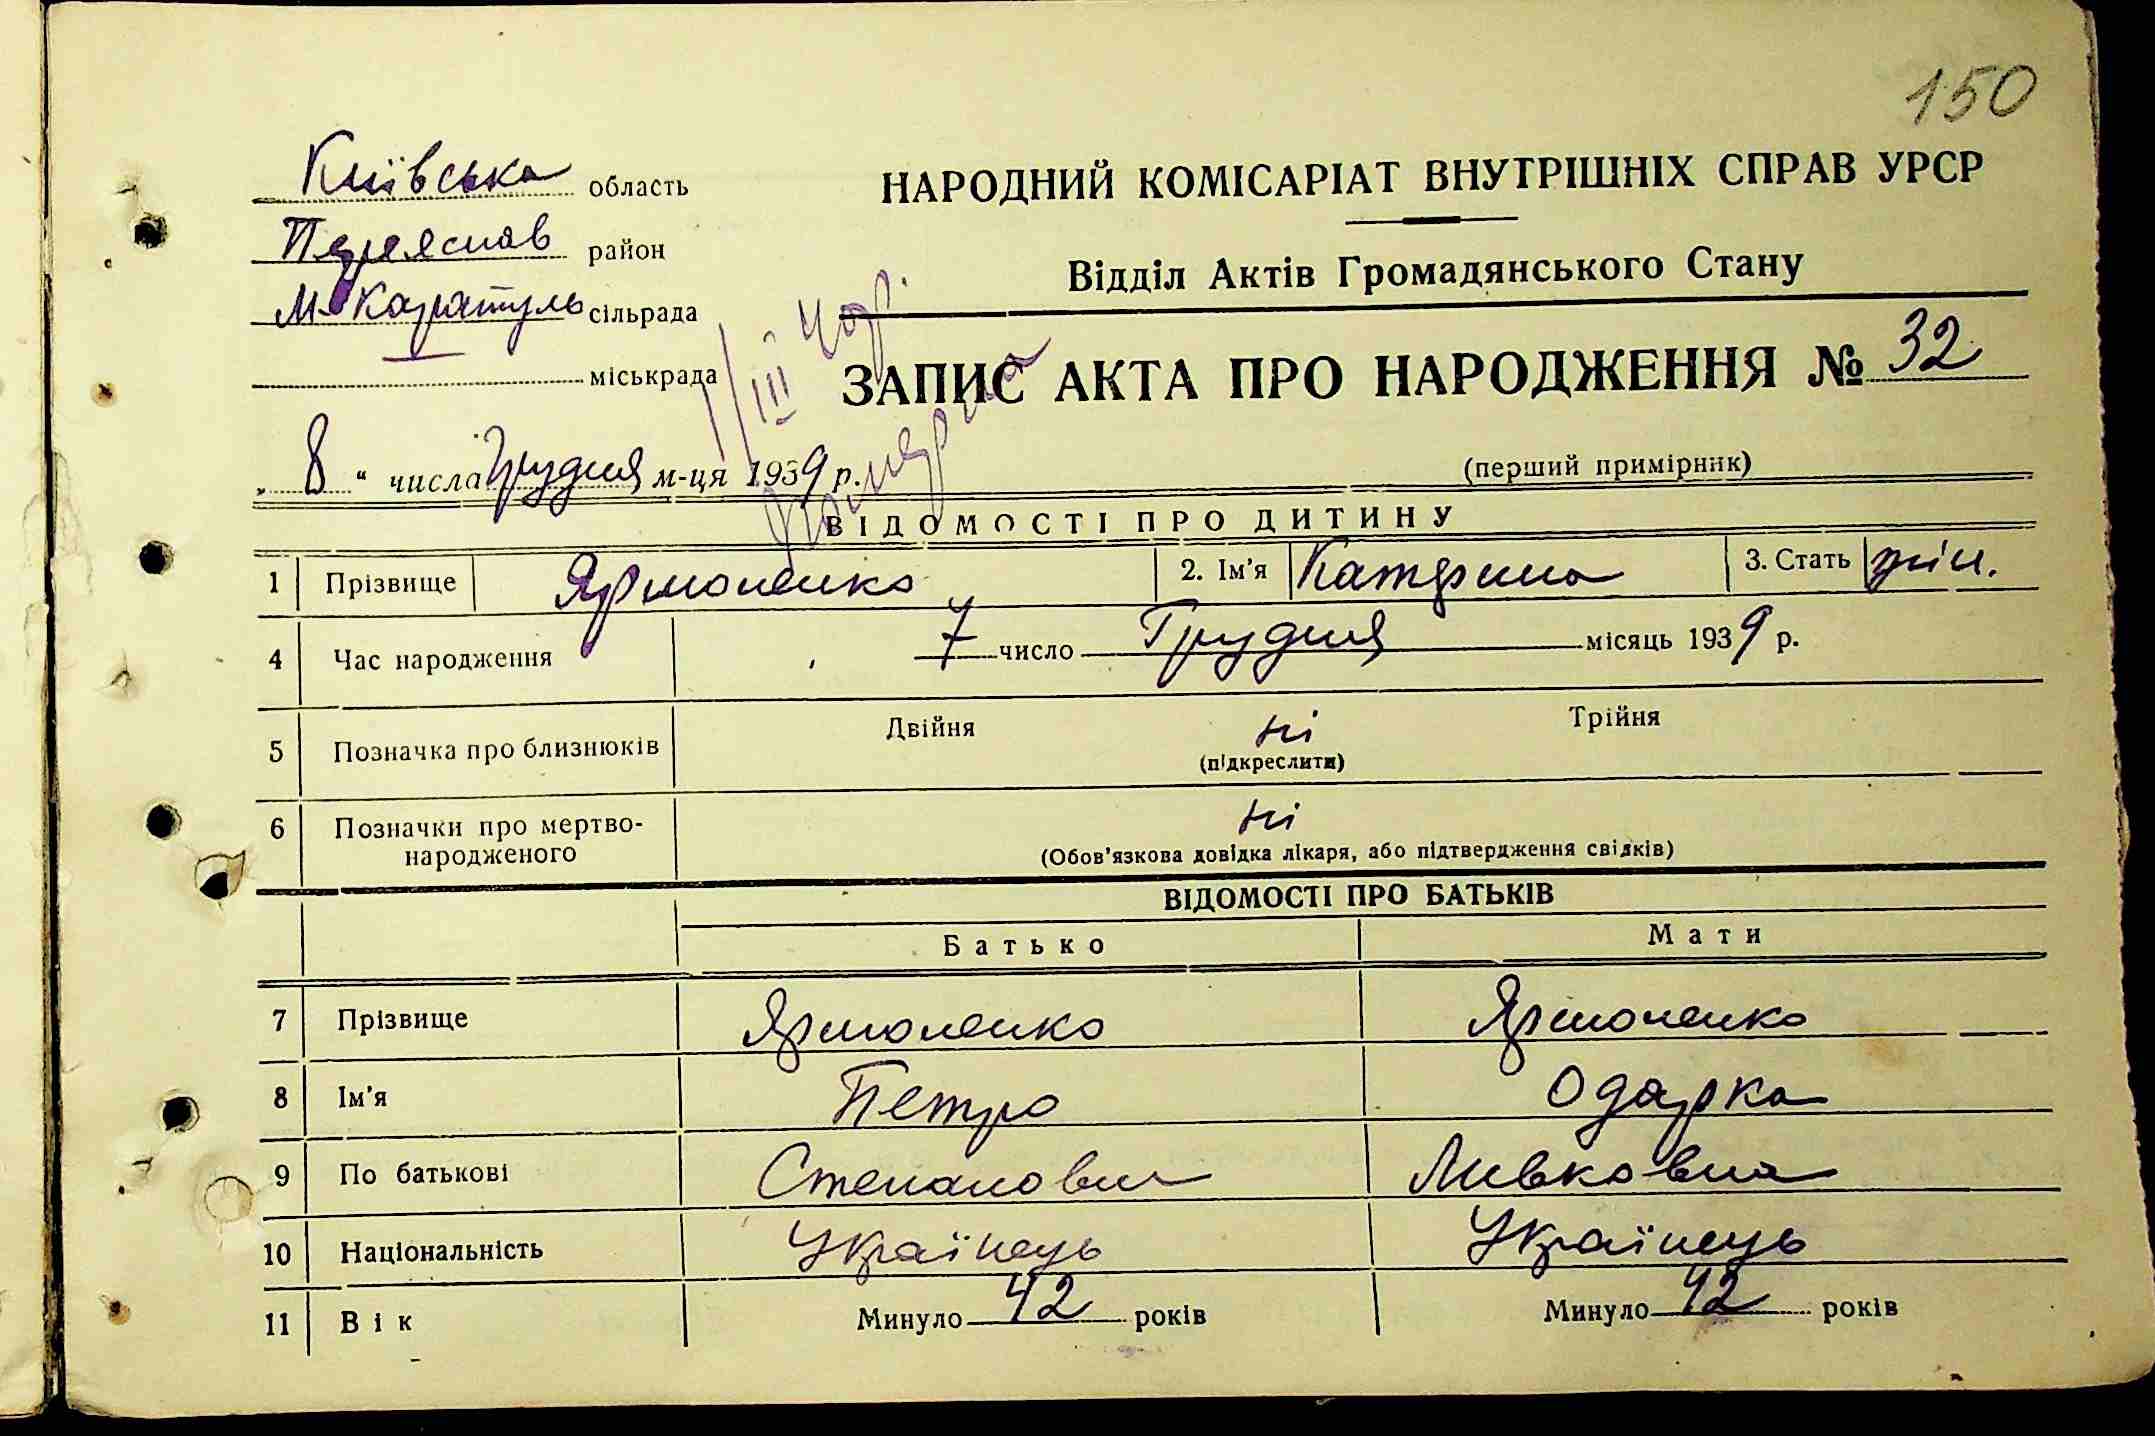 150
Київська область
Переяслав район
М-Каратуль сільрада
міськрада
НАРОДНИЙ КОМІСАРІАТ ВНУТРІШНІХ СПРАВ УРСР
Відділ Актів Громадянського Стану
ЗАПИС АКТА ПРО НАРОДЖЕННЯ № 32
(перший примірник)
„ 8 “ числа Грудня м-ця 1939 р.
ВІДОМОСТІ ПРО ДИТИНУ
1 Прізвище Ярмоленко 2. Ім'я Катерина 3. Стать жін.
4 Час народження 7 число Грудня місяць 1939 р.
5 Позначка про близнюків Двійня ні Трійня
(підкреслити)
6 Позначки про мертво-
народженого ні
(Обов'язкова довідка лікаря, або підтвердження свідків)
ВІДОМОСТІ ПРО БАТЬКІВ
Батько Мати
7 Прізвище Ярмоленко Ярмоленко
8 Ім'я Петро Одарка
9 По батькові Степанович Левковна
10 Національність Українець Українець
11 Вік Минуло 42 років Минуло 42 років